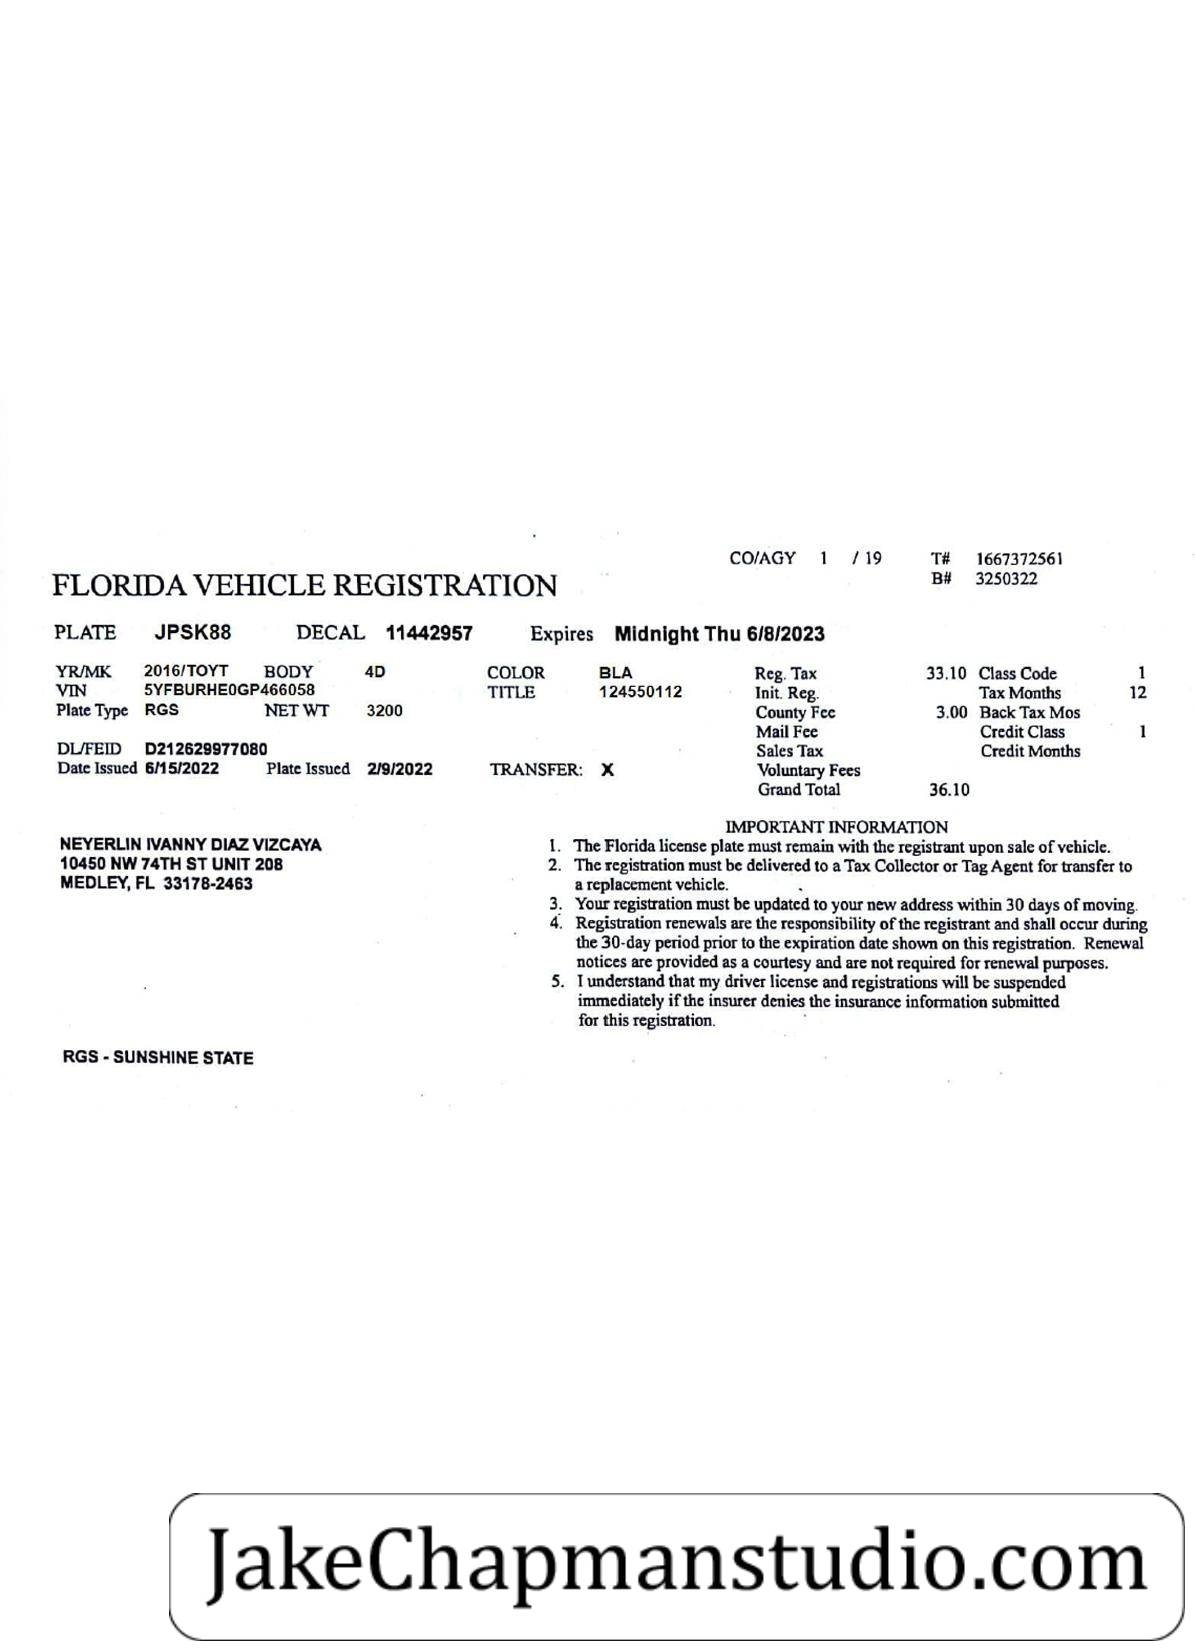 CO/AGY 1 / 19 T# 1667372561
B# 3250322
FLORIDA VEHICLE REGISTRATION
PLATE JPSK88 DECAL 11442957 Expires Midnight Thu 6/8/2023
YR/MK 2016/TOYT BODY 4D COLOR BLA Reg. Tax 33.10 Class Code 1
VIN 5YFBURHE0GP466058 TITLE 124550112 Init. Reg. Tax Months 12
Plate Type RGS NET WT 3200 County Fee 3.00 Back Tax Mos
Mail Fee Credit Class 1
DL/FEID D212629977080 Sales Tax Credit Months
Date Issued 6/15/2022 Plate Issued 2/9/2022 TRANSFER: X Voluntary Fees
Grand Total 36.10
NEYERLIN IVANNY DIAZ VIZCAYA
10450 NW 74TH ST UNIT 208
MEDLEY, FL 33178-2463
IMPORTANT INFORMATION
1. The Florida license plate must remain with the registrant upon sale of vehicle.
2. The registration must be delivered to a Tax Collector or Tag Agent for transfer to
a replacement vehicle.
3. Your registration must be updated to your new address within 30 days of moving.
4. Registration renewals are the responsibility of the registrant and shall occur during
the 30-day period prior to the expiration date shown on this registration. Renewal
notices are provided as a courtesy and are not required for renewal purposes.
5. I understand that my driver license and registrations will be suspended
immediately if the insurer denies the insurance information submitted
for this registration.
RGS - SUNSHINE STATE
JakeChapmanstudio.com